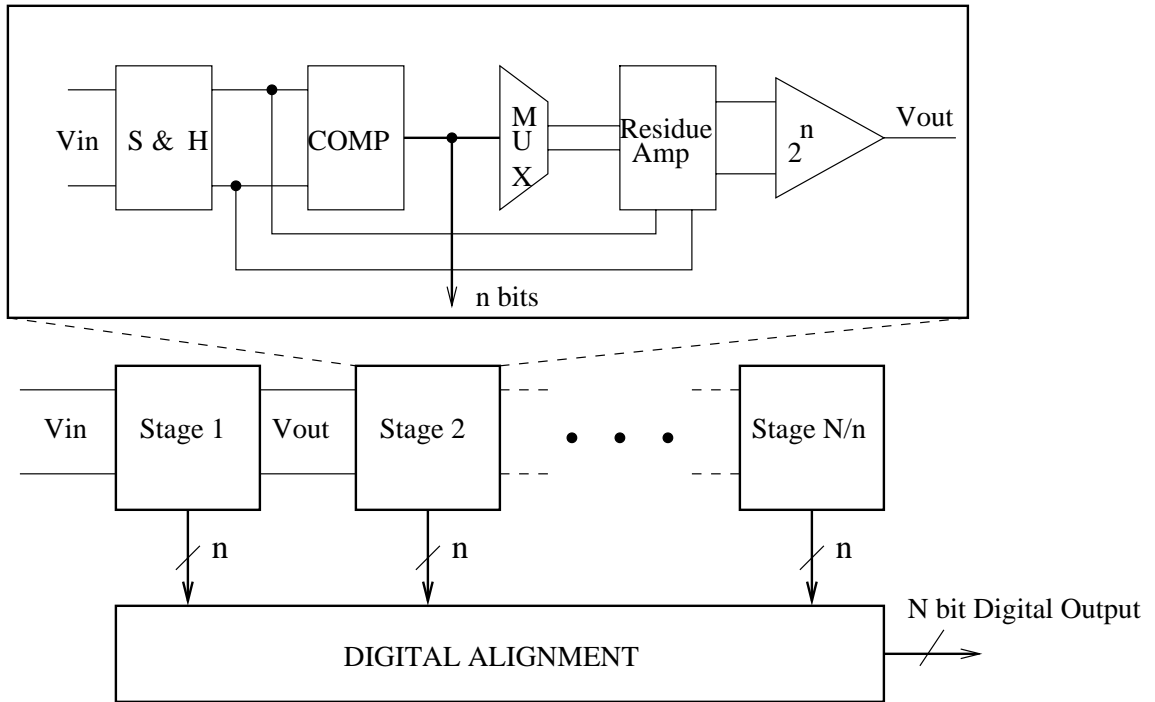 Vin
S & H
COMP
M
U
X
Residue
Amp
2^n
Vout
n bits
Vin
Stage 1
Vout
Stage 2
Stage N/n
n
n
n
N bit Digital Output
DIGITAL ALIGNMENT